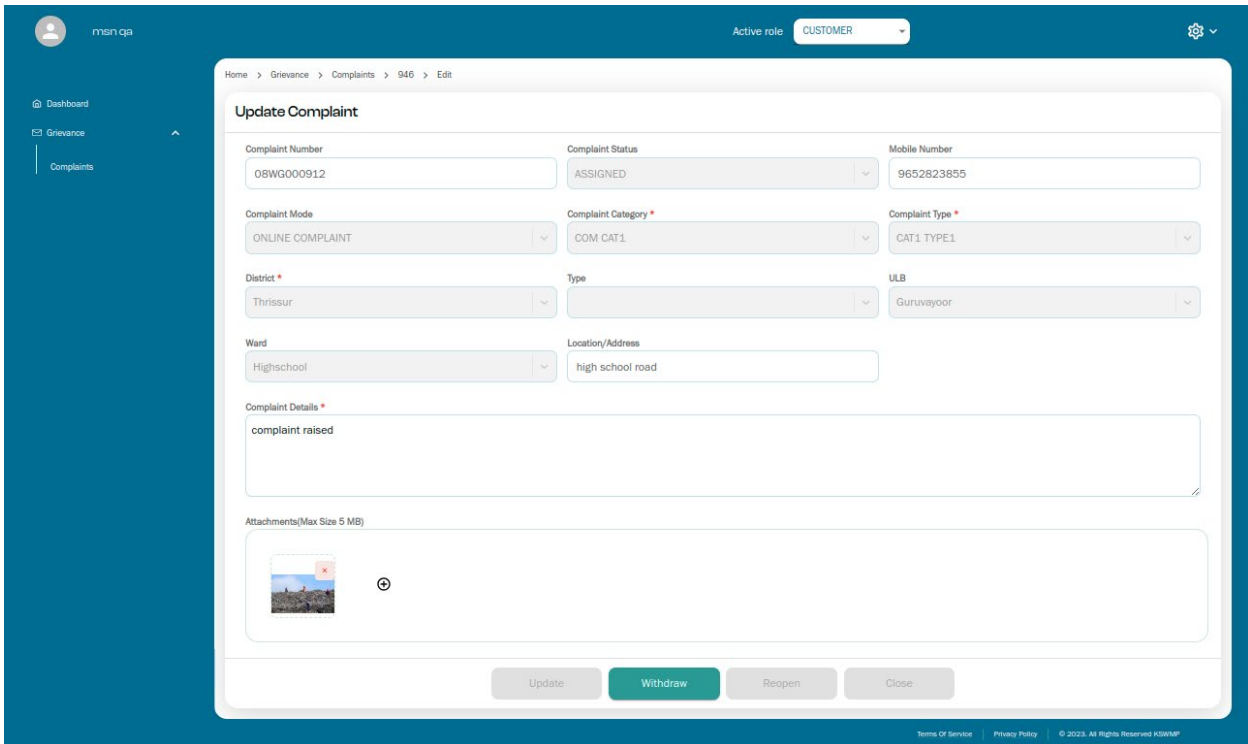 msn qa
Active role CUSTOMER
Home > Grievance > Complaints > 946 > Edit
Dashboard
Grievance
Complaints
Update Complaint
Complaint Number Complaint Status Mobile Number
08WG000912 ASSIGNED 9652823855
Complaint Mode Complaint Category * Complaint Type *
ONLINE COMPLAINT COM CAT1 CAT1 TYPE1
District * Type ULB
Thrissur Guruvayoor
Ward Location/Address
Highschool high school road
Complaint Details *
complaint raised
Attachments(Max Size 5 MB)
Update Withdraw Reopen Close
Terms Of Service | Privacy Policy | © 2023. All Rights Reserved KSWMP